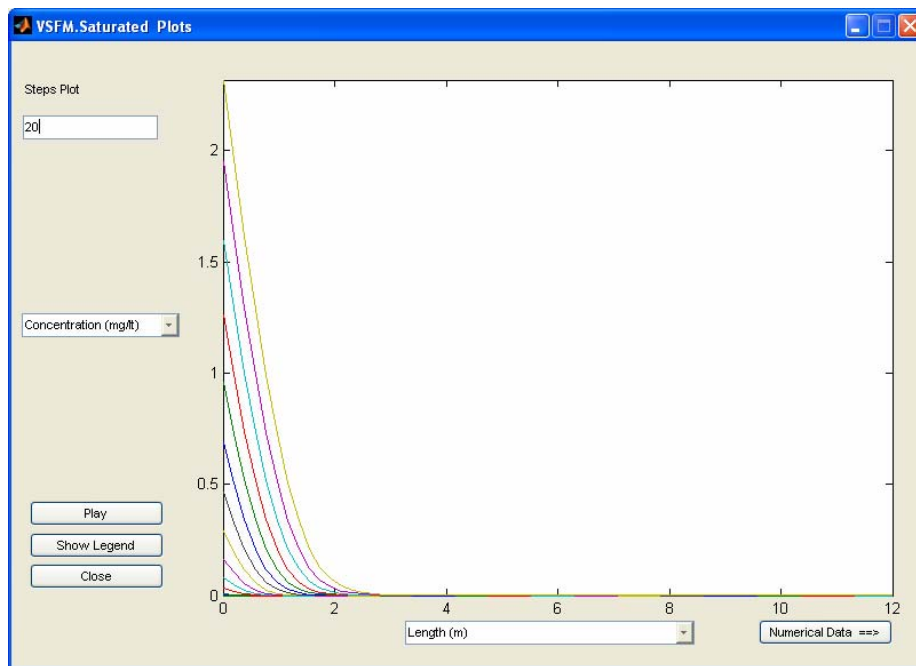 VSFM.Saturated Plots
Steps Plot
20
2
1.5
Concentration (mg/lt)
1
0.5
Play
Show Legend
Close
0
0 2 4 6 8 10 12
Length (m)
Numerical Data ==>